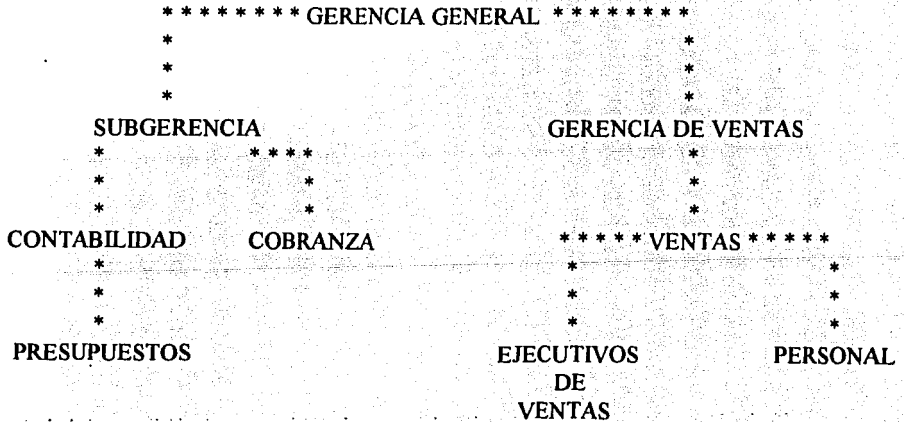 * * * * * * * * GERENCIA GENERAL * * * * * * * *
* *
* *
* *
SUBGERENCIA GERENCIA DE VENTAS
* * * * * *
* * *
* * *
CONTABILIDAD COBRANZA * * * * * VENTAS * * * * *
* * *
* * *
* * *
PRESUPUESTOS EJECUTIVOS PERSONAL
DE
VENTAS